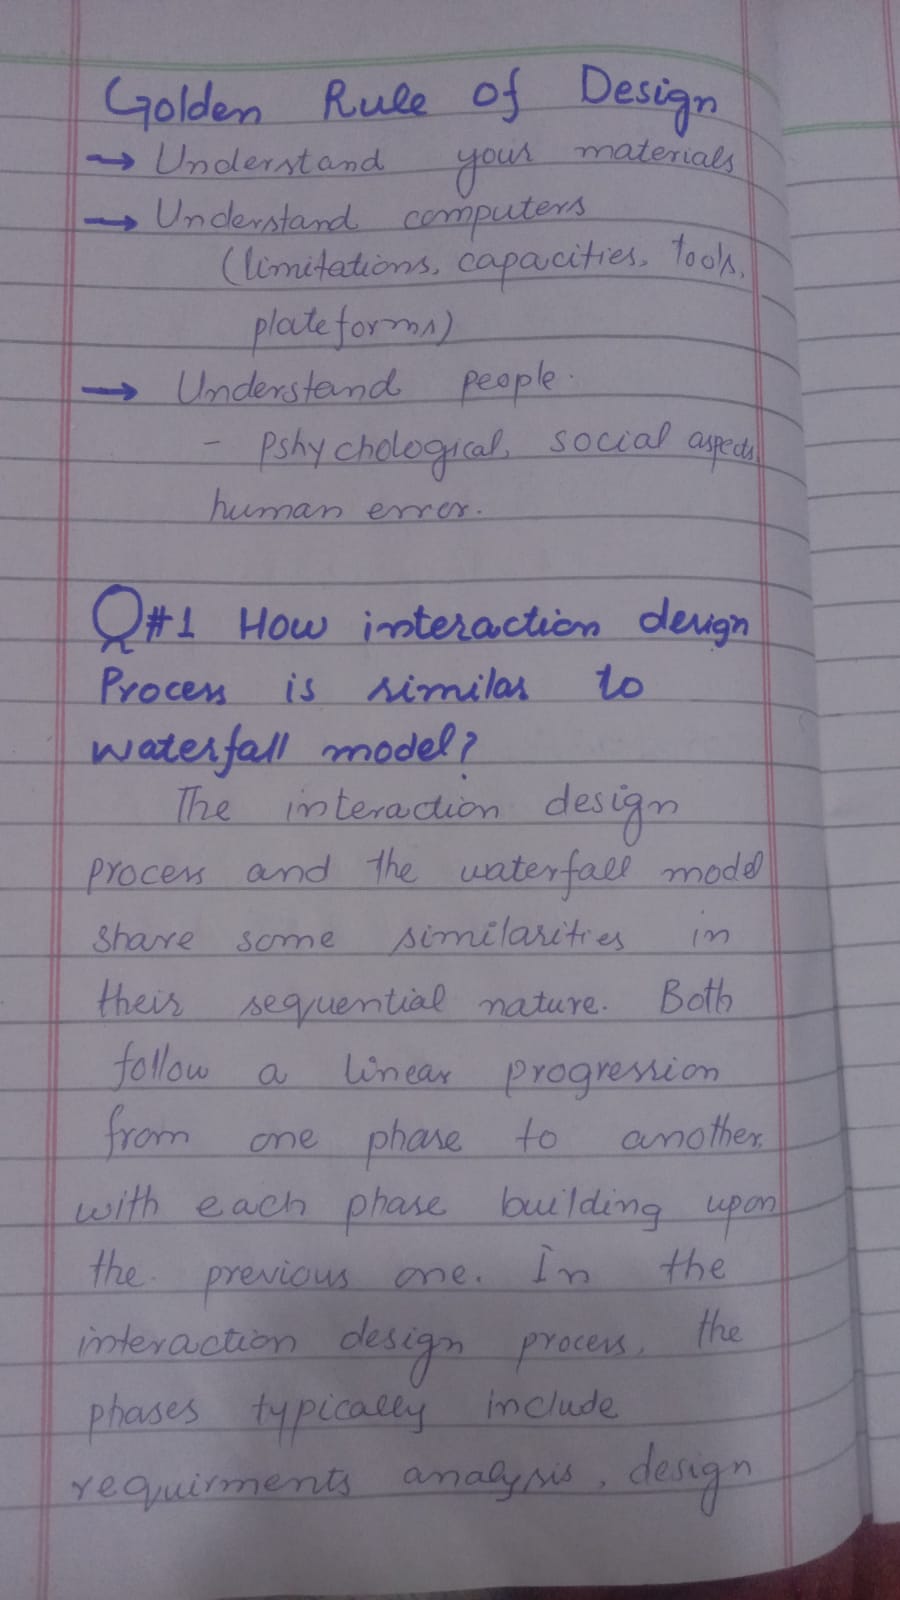 Golden Rule of Design
→ Understand your materials
→ Understand computers
(limitations, capacities, tools,
plateforms)
→ Understand people.
- Pshychological, social aspects,
human error.
Q#1 How interaction design
Process is similar to
waterfall model?
The interaction design
process and the waterfall model
share some similarities in
their sequential nature. Both
follow a linear progression
from one phase to another,
with each phase building upon
the previous one. In the
interaction design process, the
phases typically include
requirments analysis, design